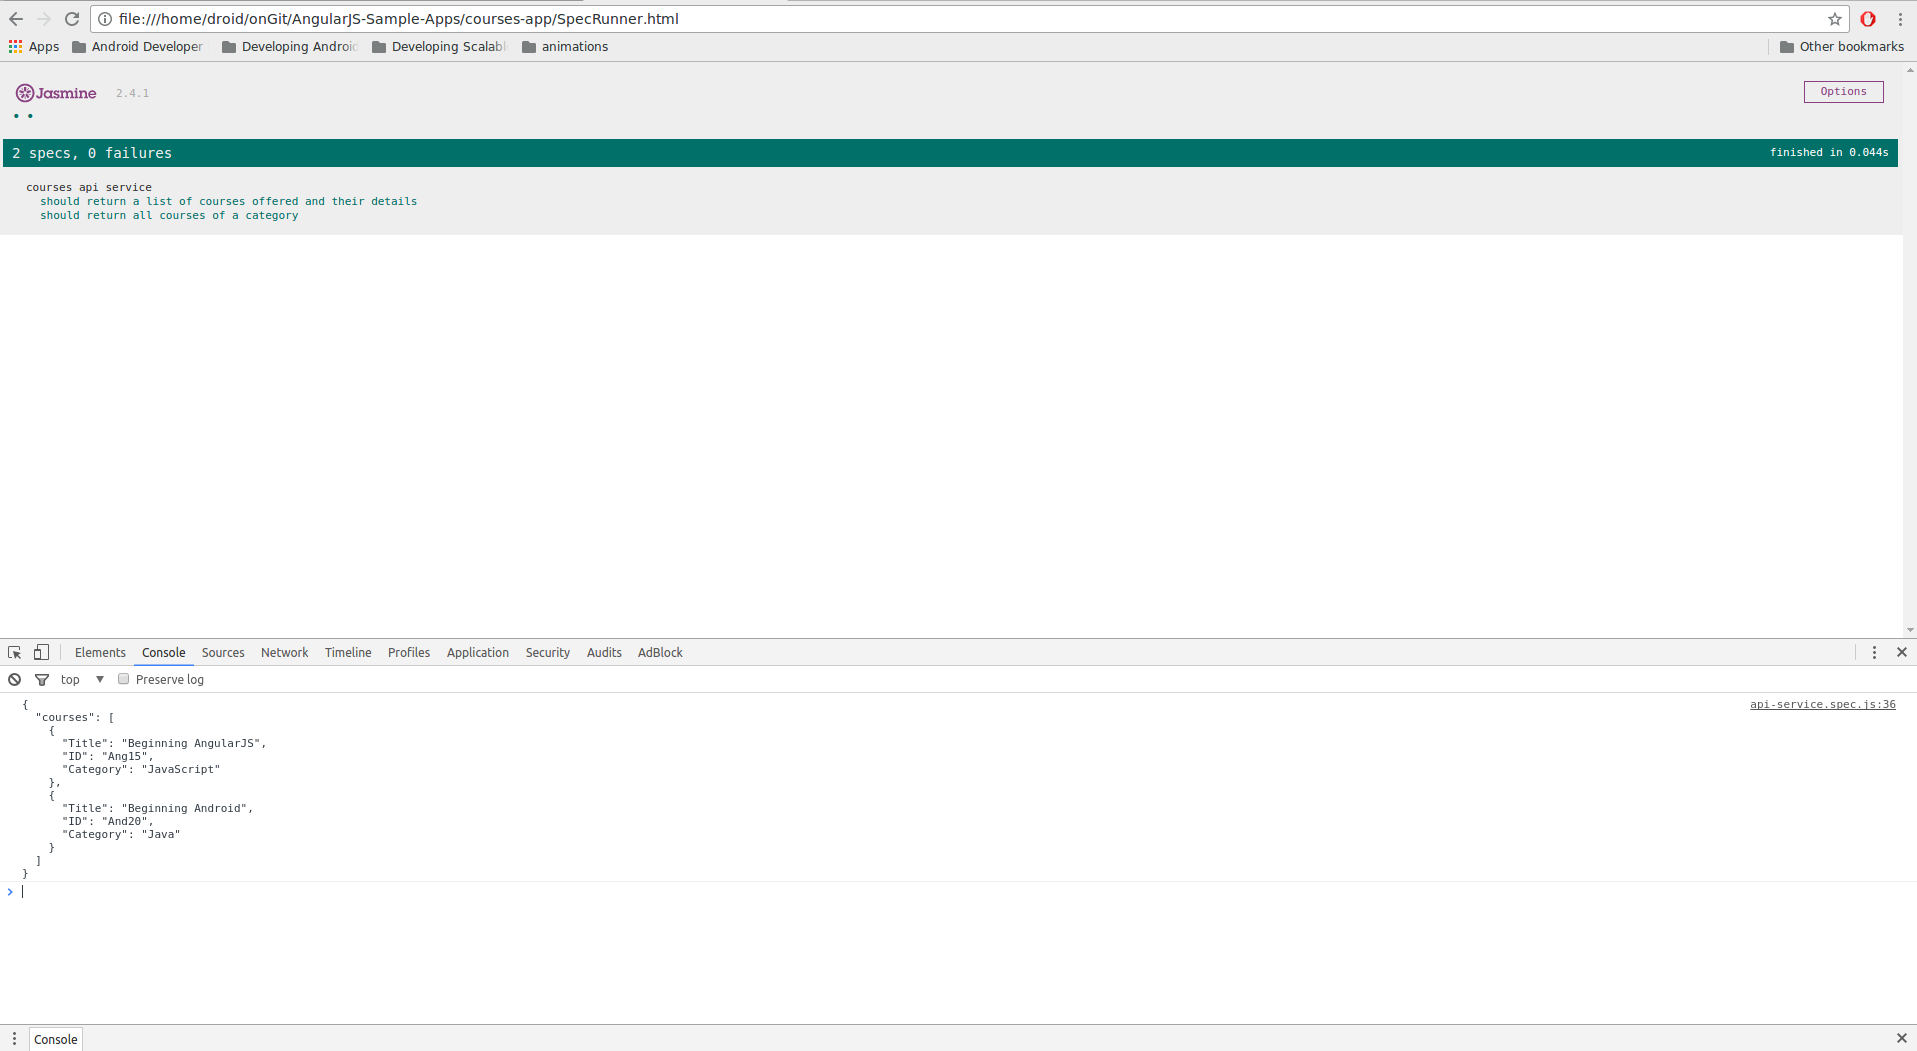 file:///home/droid/onGit/AngularJS-Sample-Apps/courses-app/SpecRunner.html
Apps Android Developer Developing Android Developing Scalabl animations Other bookmarks
Jasmine 2.4.1 Options
• •
2 specs, 0 failures finished in 0.044s
courses api service
should return a list of courses offered and their details
should return all courses of a category
Elements Console Sources Network Timeline Profiles Application Security Audits AdBlock
top Preserve log
{ api-service.spec.js:36
"courses": [
{
"Title": "Beginning AngularJS",
"ID": "Ang15",
"Category": "JavaScript"
},
{
"Title": "Beginning Android",
"ID": "And20",
"Category": "Java"
}
]
}
>
Console